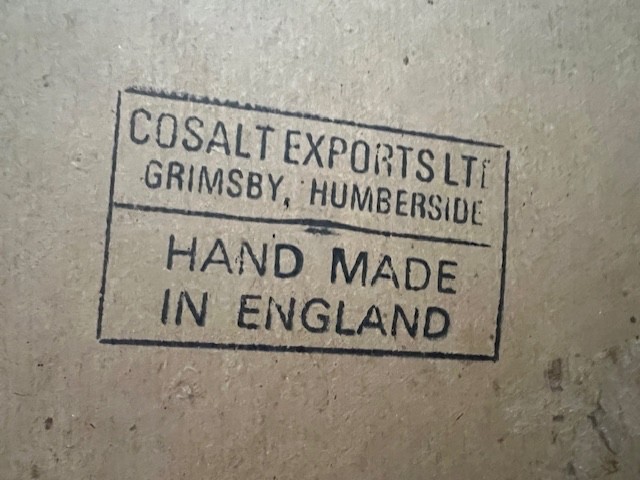 COSALT EXPORTS LTD
GRIMSBY, HUMBERSIDE
HAND MADE
IN ENGLAND